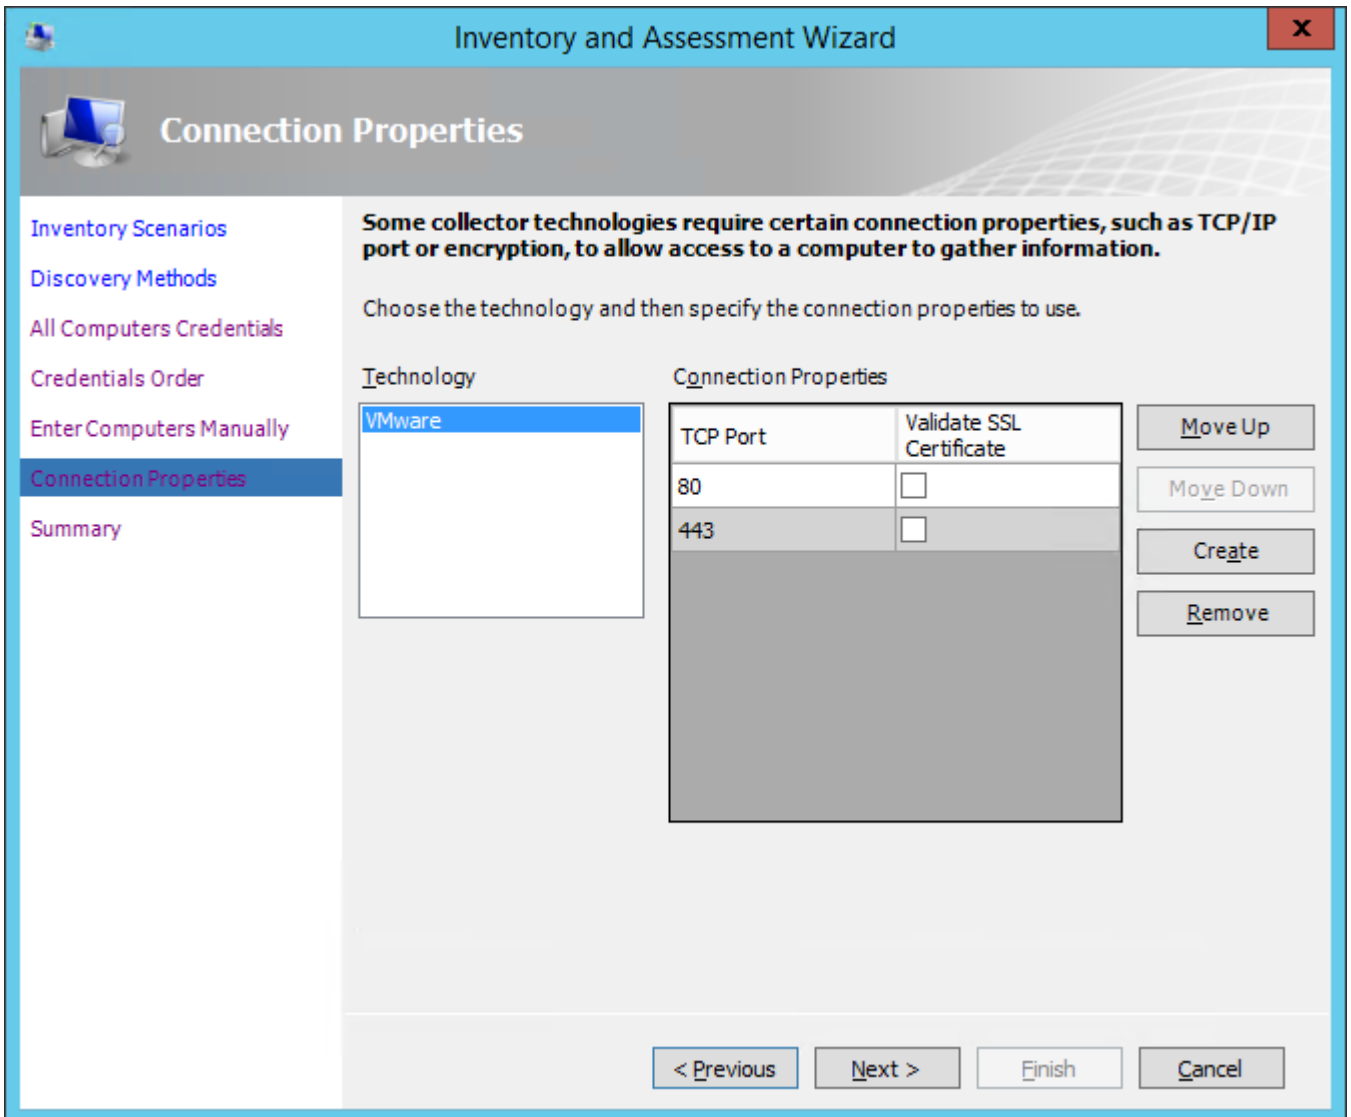 Inventory and Assessment Wizard
X
Connection Properties
Inventory Scenarios
Discovery Methods
All Computers Credentials
Credentials Order
Enter Computers Manually
Connection Properties
Summary
Some collector technologies require certain connection properties, such as TCP/IP
port or encryption, to allow access to a computer to gather information.
Choose the technology and then specify the connection properties to use.
Technology
VMware
Connection Properties
TCP Port
Validate SSL
Certificate
80
443
Move Up
Move Down
Create
Remove
< Previous
Next >
Finish
Cancel